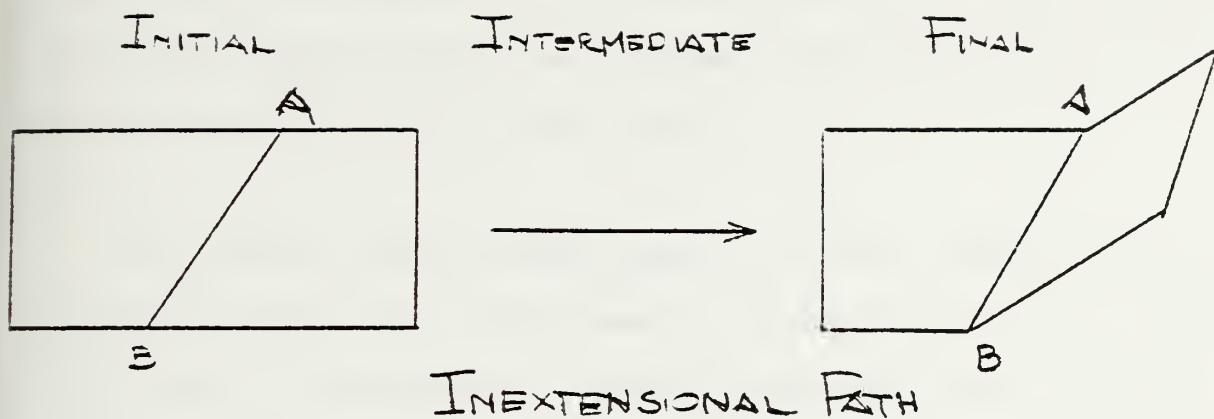 INITIAL INTERMEDIATE FINAL
A A
B B
INEXTENSIONAL PATH